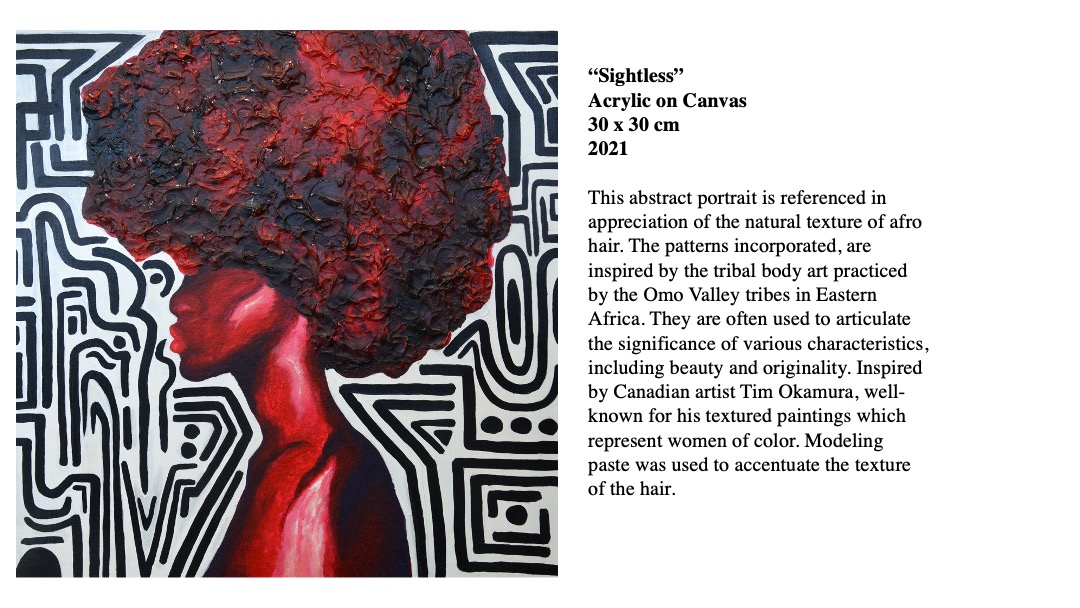 “Sightless”
Acrylic on Canvas
30 x 30 cm
2021
This abstract portrait is referenced in
appreciation of the natural texture of afro
hair. The patterns incorporated, are
inspired by the tribal body art practiced
by the Omo Valley tribes in Eastern
Africa. They are often used to articulate
the significance of various characteristics,
including beauty and originality. Inspired
by Canadian artist Tim Okamura, well-
known for his textured paintings which
represent women of color. Modeling
paste was used to accentuate the texture
of the hair.